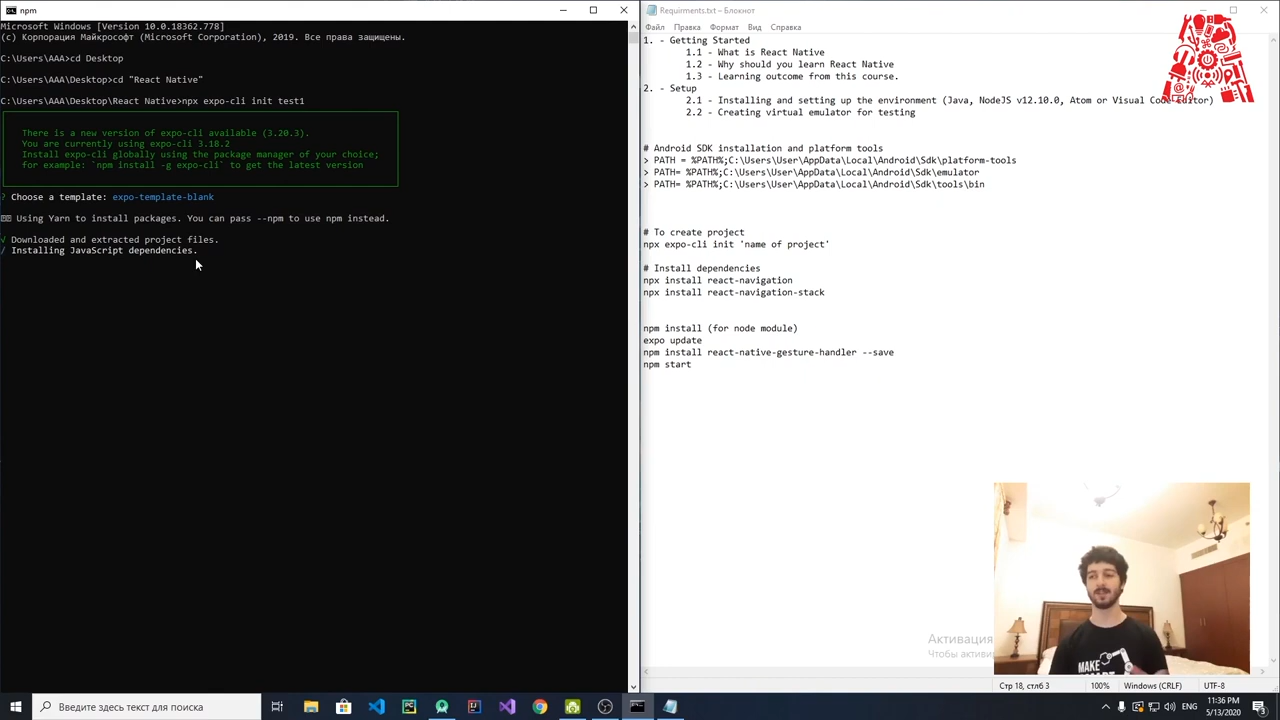 npm
Microsoft Windows [Version 10.0.18362.778]
(c) Корпорация Майкрософт (Microsoft Corporation), 2019. Все права защищены.
C:\Users\AAA>cd Desktop
C:\Users\AAA\Desktop>cd "React Native"
C:\Users\AAA\Desktop\React Native>npx expo-cli init test1
There is a new version of expo-cli available (3.20.3).
You are currently using expo-cli 3.18.2
Install expo-cli globally using the package manager of your choice;
for example: `npm install -g expo-cli` to get the latest version
? Choose a template: expo-template-blank
Using Yarn to install packages. You can pass --npm to use npm instead.
√ Downloaded and extracted project files.
/ Installing JavaScript dependencies.
Requirments.txt – Блокнот
Файл Правка Формат Вид Справка
1. - Getting Started
1.1 - What is React Native
1.2 - Why should you learn React Native
1.3 - Learning outcome from this course.
2. - Setup
2.1 - Installing and setting up the environment (Java, NodeJS v12.10.0, Atom or Visual Code Editor)
2.2 - Creating virtual emulator for testing
# Android SDK installation and platform tools
> PATH = %PATH%;C:\Users\User\AppData\Local\Android\Sdk\platform-tools
> PATH= %PATH%;C:\Users\User\AppData\Local\Android\Sdk\emulator
> PATH= %PATH%;C:\Users\User\AppData\Local\Android\Sdk\tools\bin
# To create project
npx expo-cli init 'name of project'
# Install dependencies
npx install react-navigation
npx install react-navigation-stack
npm install (for node module)
expo update
npm install react-native-gesture-handler --save
npm start
Активация
Чтобы
MAKE
Стр 18, стлб 3 100% Windows (CRLF) UTF-8
Введите здесь текст для поиска
11:36 PM
5/13/2020